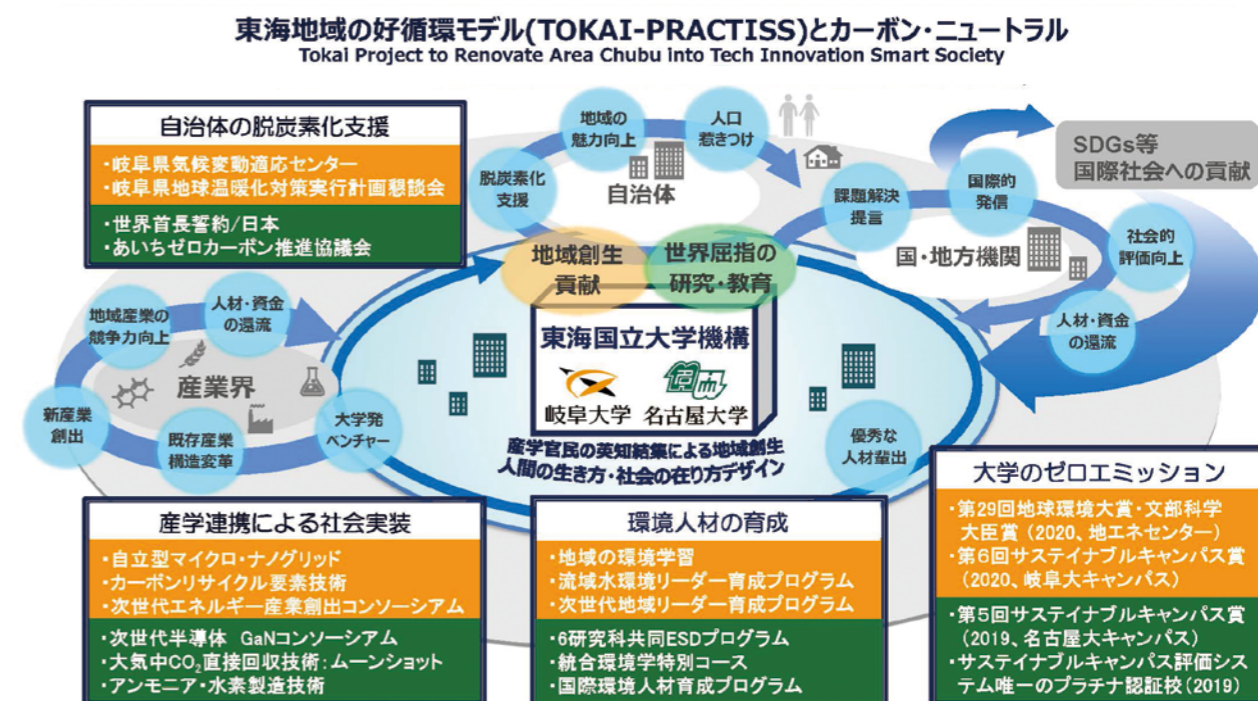 東海地域の好循環モデル(TOKAI-PRACTISS)とカーボン・ニュートラル
Tokai Project to Renovate Area Chubu into Tech Innovation Smart Society
自治体の脱炭素化支援
・岐阜県気候変動適応センター
・岐阜県地球温暖化対策実行計画懇談会
・世界首長誓約/日本
・あいちゼロカーボン推進協議会
脱炭素化
支援
地域の
魅力向上
人口
惹きつけ
自治体
課題解決
提言
国際的
発信
SDGs等
国際社会への貢献
社会的
評価向上
国・地方機関
人材・資金
の還流
地域創生
貢献
世界屈指の
研究・教育
地域産業の
競争力向上
人材・資金
の還流
産業界
新産業
創出
既存産業
構造変革
大学発
ベンチャー
東海国立大学機構
岐阜大学
名古屋大学
産学官民の英知結集による地域創生
人間の生き方・社会の在り方デザイン
優秀な
人材輩出
産学連携による社会実装
・自立型マイクロ・ナノグリッド
・カーボンリサイクル要素技術
・次世代エネルギー産業創出コンソーシアム
・次世代半導体 GaNコンソーシアム
・大気中CO₂直接回収技術：ムーンショット
・アンモニア・水素製造技術
環境人材の育成
・地域の環境学習
・流域水環境リーダー育成プログラム
・次世代地域リーダー育成プログラム
・6研究科共同ESDプログラム
・統合環境学特別コース
・国際環境人材育成プログラム
大学のゼロエミッション
・第29回地球環境大賞・文部科学
大臣賞（2020、地エネセンター）
・第6回サステイナブルキャンパス賞
（2020、岐阜大キャンパス）
・第5回サステイナブルキャンパス賞
（2019、名古屋大キャンパス）
・サステイナブルキャンパス評価シス
テム唯一のプラチナ認証校（2019）